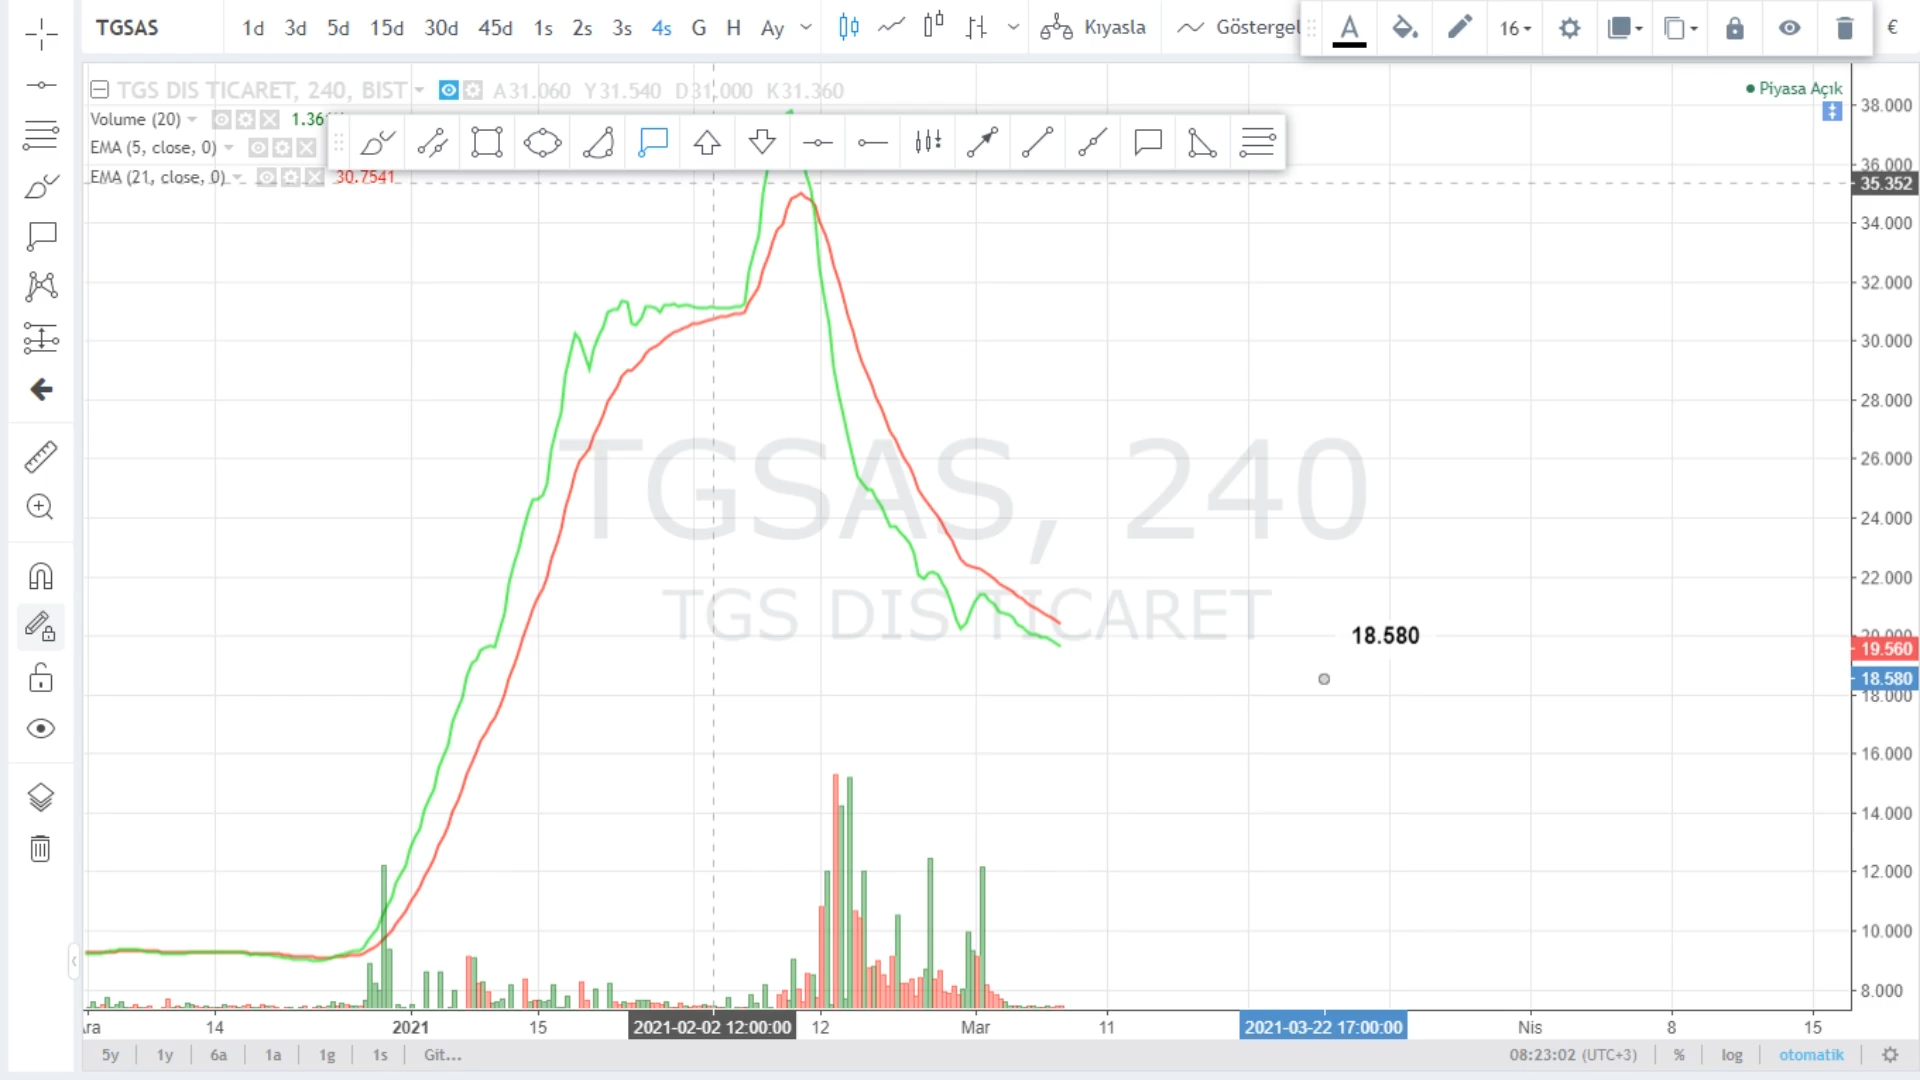 TGSAS 1d 3d 5d 15d 30d 45d 1s 2s 3s 4s G H Ay Kıyasla Göstergel A 16 €
TGS DIS TICARET, 240, BIST A31.060 Y31.540 D31.000 K31.360
Piyasa Açık
Volume (20) 1.36
EMA (5, close, 0)
EMA (21, close, 0) 30.7541
38.000
36.000
35.352
34.000
32.000
30.000
28.000
26.000
24.000
22.000
20.000
19.560
18.580
18.000
16.000
14.000
12.000
10.000
8.000
TGSAS, 240
TGS DIS TICARET
18.580
ra 14 2021 15 2021-02-02 12:00:00 12 Mar 11 2021-03-22 17:00:00 Nis 8 15
5y 1y 6a 1a 1g 1s Git... 08:23:02 (UTC+3) % log otomatik